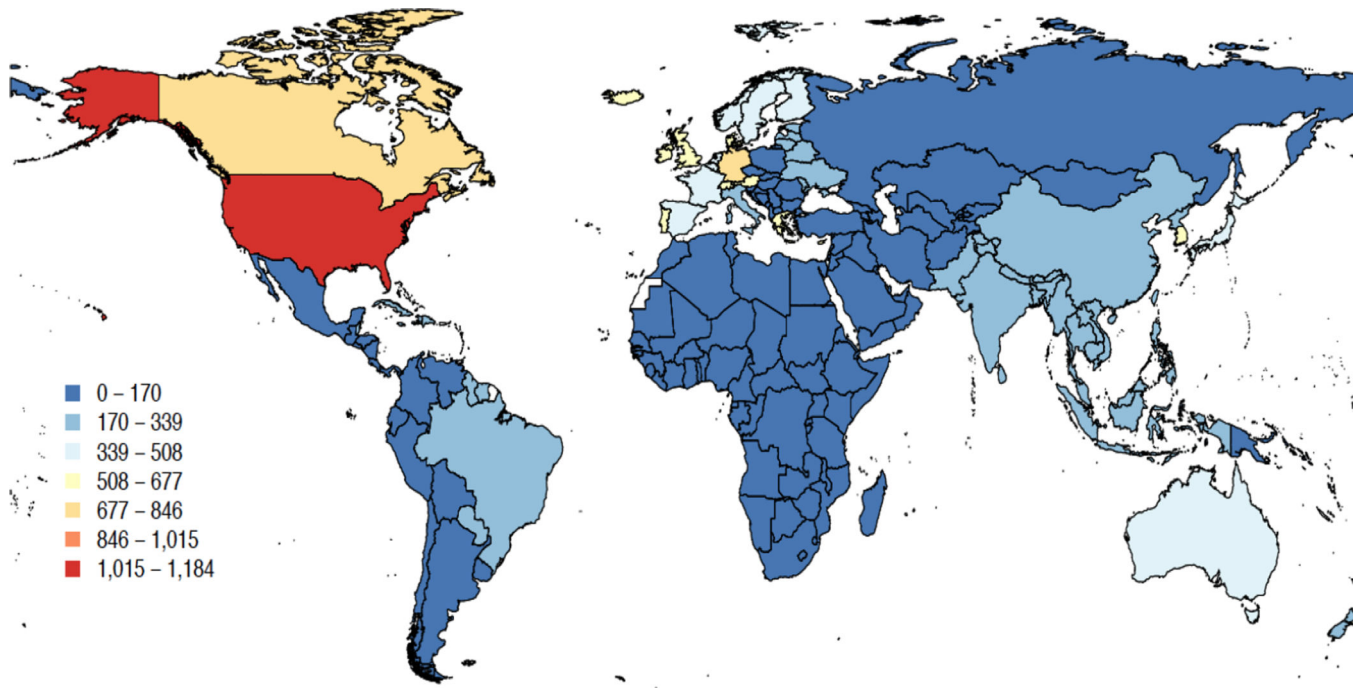 0 – 170
170 – 339
339 – 508
508 – 677
677 – 846
846 – 1,015
1,015 – 1,184